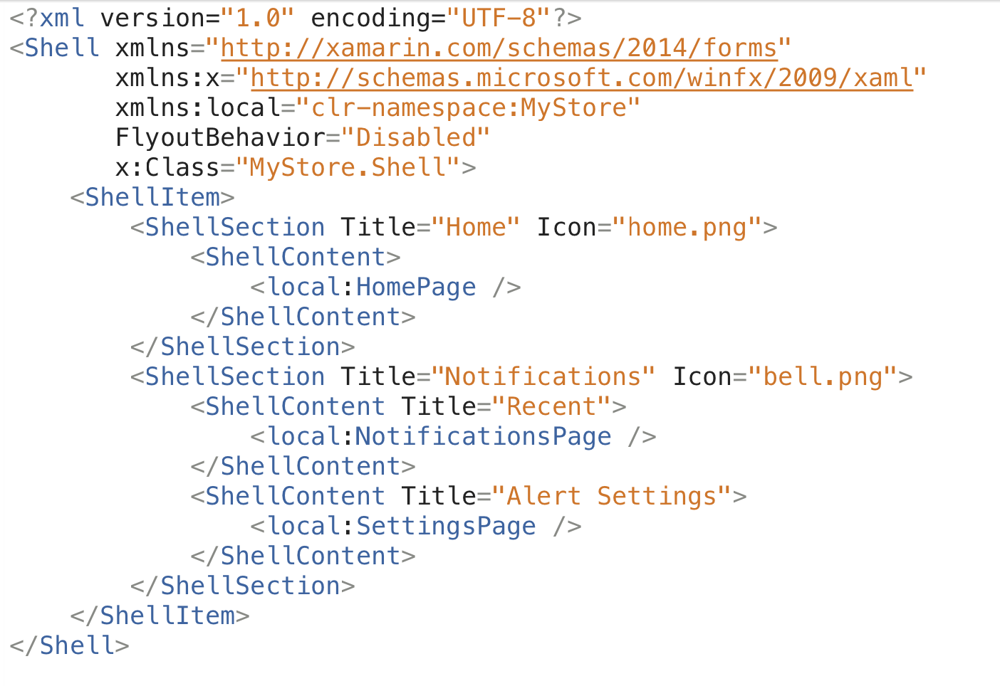 <?xml version="1.0" encoding="UTF-8"?>
<Shell xmlns="http://xamarin.com/schemas/2014/forms"
       xmlns:x="http://schemas.microsoft.com/winfx/2009/xaml"
       xmlns:local="clr-namespace:MyStore"
       FlyoutBehavior="Disabled"
       x:Class="MyStore.Shell">
    <ShellItem>
        <ShellSection Title="Home" Icon="home.png">
            <ShellContent>
                <local:HomePage />
            </ShellContent>
        </ShellSection>
        <ShellSection Title="Notifications" Icon="bell.png">
            <ShellContent Title="Recent">
                <local:NotificationsPage />
            </ShellContent>
            <ShellContent Title="Alert Settings">
                <local:SettingsPage />
            </ShellContent>
        </ShellSection>
    </ShellItem>
</Shell>